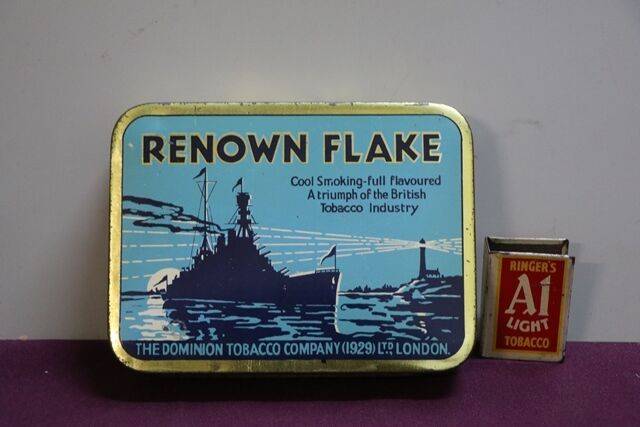 RENOWN FLAKE
Cool Smoking-full flavoured
A triumph of the British
Tobacco Industry
THE DOMINION TOBACCO COMPANY (1929) LTD LONDON.
RINGER'S
A1
LIGHT
TOBACCO